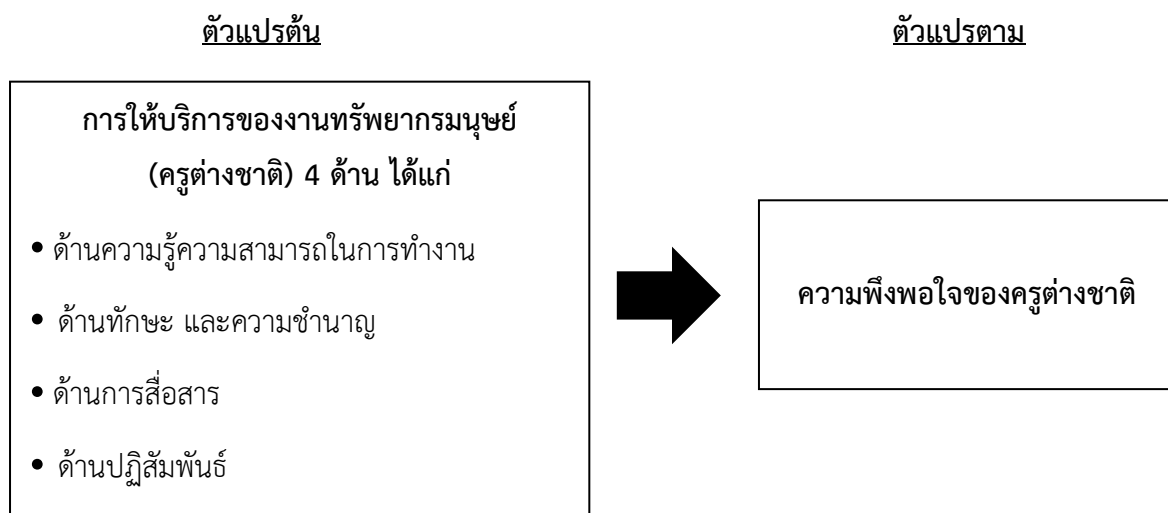 ตัวแปรต้น
ตัวแปรตาม
การให้บริการของงานทรัพยากรมนุษย์
(ครูต่างชาติ) 4 ด้าน ได้แก่
• ด้านความรู้ความสามารถในการทำงาน
• ด้านทักษะ และความชำนาญ
• ด้านการสื่อสาร
• ด้านปฏิสัมพันธ์
ความพึงพอใจของครูต่างชาติ